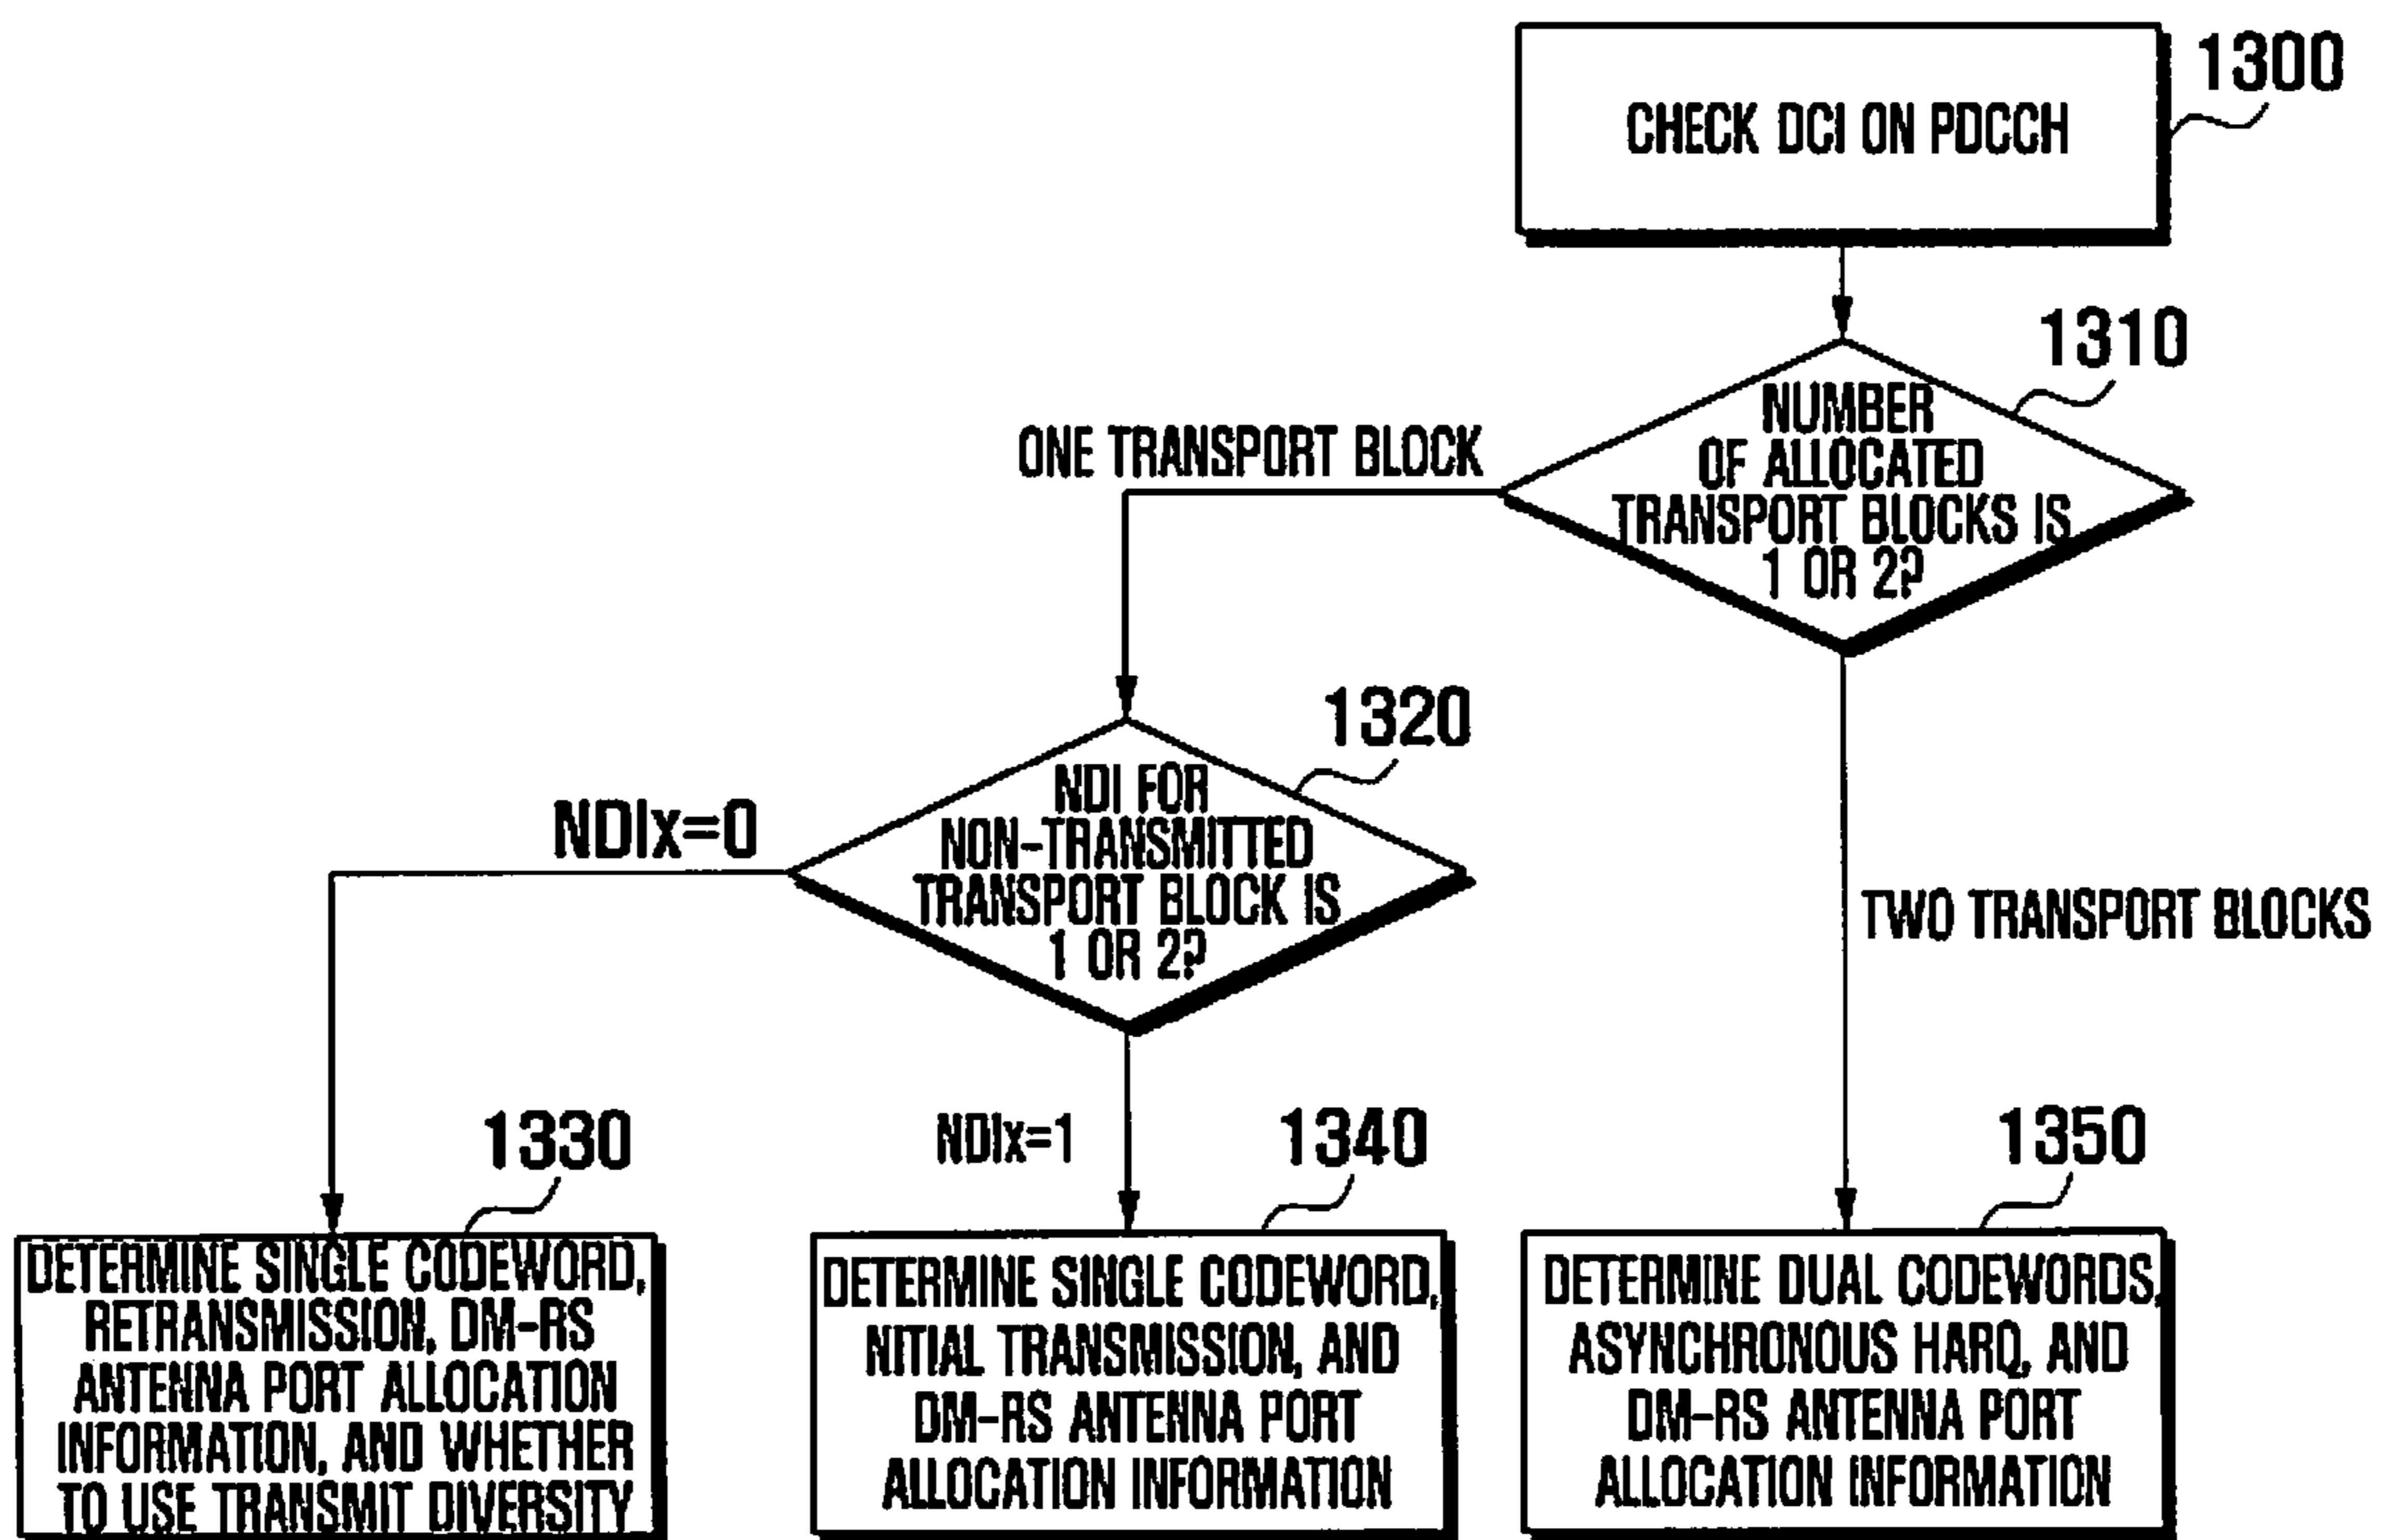 CHECK DCI ON PDCCH
1300
1310
NUMBER
OF ALLOCATED
TRANSPORT BLOCKS IS
1 OR 2?
ONE TRANSPORT BLOCK
1320
NDI FOR
NON-TRANSMITTED
TRANSPORT BLOCK IS
1 OR 2?
NDIx=0
TWO TRANSPORT BLOCKS
1330
NDIx=1
1340
1350
DETERMINE SINGLE CODEWORD,
RETRANSMISSION, DM-RS
ANTENNA PORT ALLOCATION
INFORMATION, AND WHETHER
TO USE TRANSMIT DIVERSITY
DETERMINE SINGLE CODEWORD,
NITIAL TRANSMISSION, AND
DM-RS ANTENNA PORT
ALLOCATION INFORMATION
DETERMINE DUAL CODEWORDS,
ASYNCHRONOUS HARQ, AND
DM-RS ANTENNA PORT
ALLOCATION INFORMATION